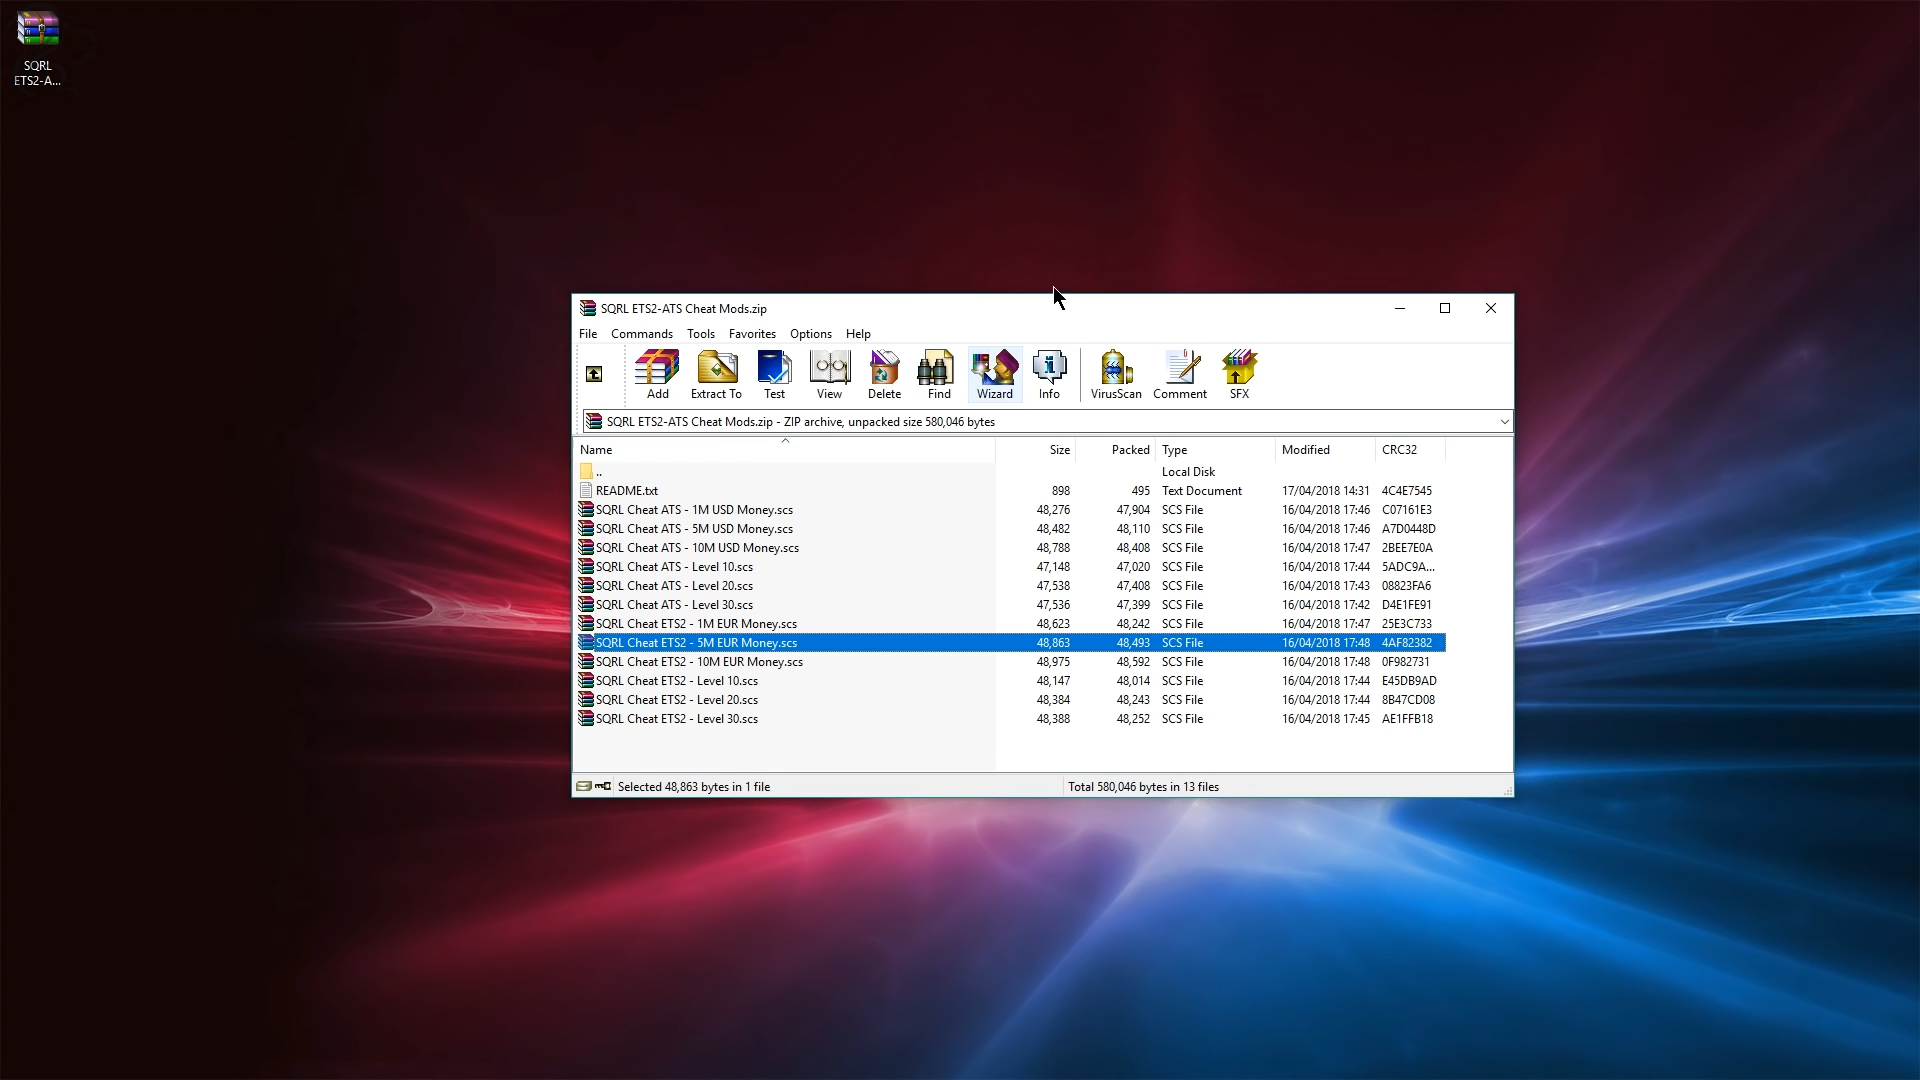 SQRL
ETS2-A...
SQRL ETS2-ATS Cheat Mods.zip
File Commands Tools Favorites Options Help
Add Extract To Test View Delete Find Wizard Info VirusScan Comment SFX
SQRL ETS2-ATS Cheat Mods.zip - ZIP archive, unpacked size 580,046 bytes
Name Size Packed Type Modified CRC32
.. Local Disk
README.txt 898 495 Text Document 17/04/2018 14:31 4C4E7545
SQRL Cheat ATS - 1M USD Money.scs 48,276 47,904 SCS File 16/04/2018 17:46 C07161E3
SQRL Cheat ATS - 5M USD Money.scs 48,482 48,110 SCS File 16/04/2018 17:46 A7D0448D
SQRL Cheat ATS - 10M USD Money.scs 48,788 48,408 SCS File 16/04/2018 17:47 2BEE7E0A
SQRL Cheat ATS - Level 10.scs 47,148 47,020 SCS File 16/04/2018 17:44 5ADC9A...
SQRL Cheat ATS - Level 20.scs 47,538 47,408 SCS File 16/04/2018 17:43 08823FA6
SQRL Cheat ATS - Level 30.scs 47,536 47,399 SCS File 16/04/2018 17:42 D4E1FE91
SQRL Cheat ETS2 - 1M EUR Money.scs 48,623 48,242 SCS File 16/04/2018 17:47 25E3C733
SQRL Cheat ETS2 - 5M EUR Money.scs 48,863 48,493 SCS File 16/04/2018 17:48 4AF82382
SQRL Cheat ETS2 - 10M EUR Money.scs 48,975 48,592 SCS File 16/04/2018 17:48 0F982731
SQRL Cheat ETS2 - Level 10.scs 48,147 48,014 SCS File 16/04/2018 17:44 E45DB9AD
SQRL Cheat ETS2 - Level 20.scs 48,384 48,243 SCS File 16/04/2018 17:44 8B47CD08
SQRL Cheat ETS2 - Level 30.scs 48,388 48,252 SCS File 16/04/2018 17:45 AE1FFB18
Selected 48,863 bytes in 1 file Total 580,046 bytes in 13 files